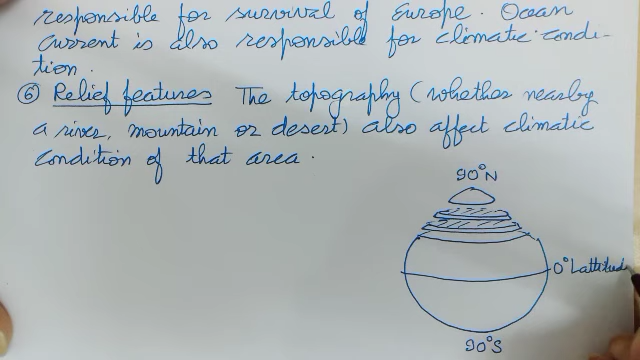 responsible for survival of Europe. Ocean
current is also responsible for climatic condi-
tion.
⑥ Relief features The topography (whether nearby
a river, mountain or desert) also affect climatic
condition of that area.
90°N
0° Lattitude
90°S